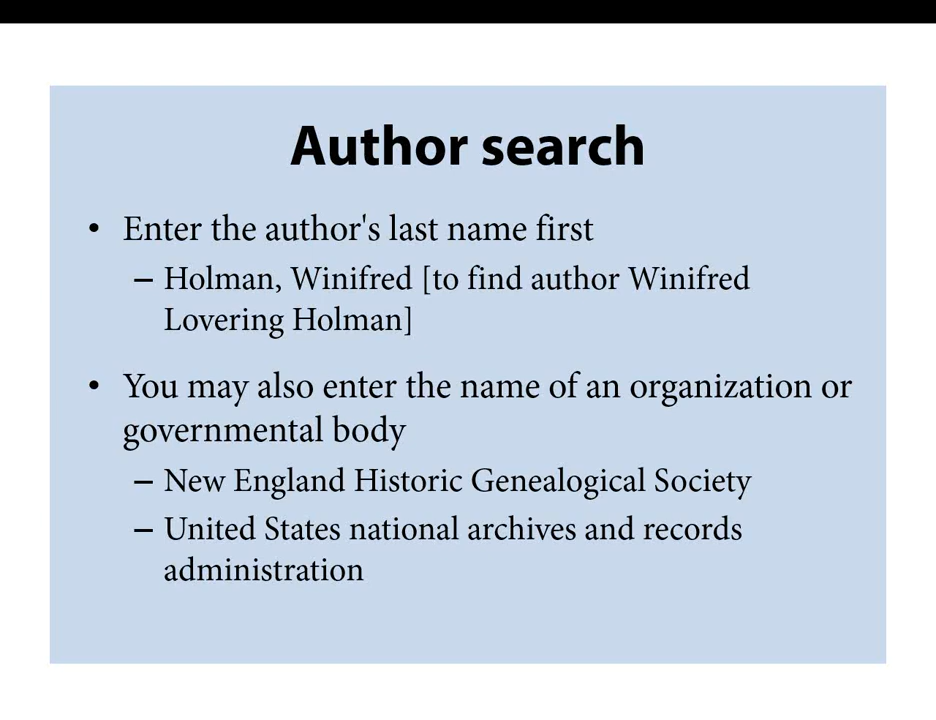 Author search
• Enter the author's last name first
– Holman, Winifred [to find author Winifred
Lovering Holman]
• You may also enter the name of an organization or
governmental body
– New England Historic Genealogical Society
– United States national archives and records
administration